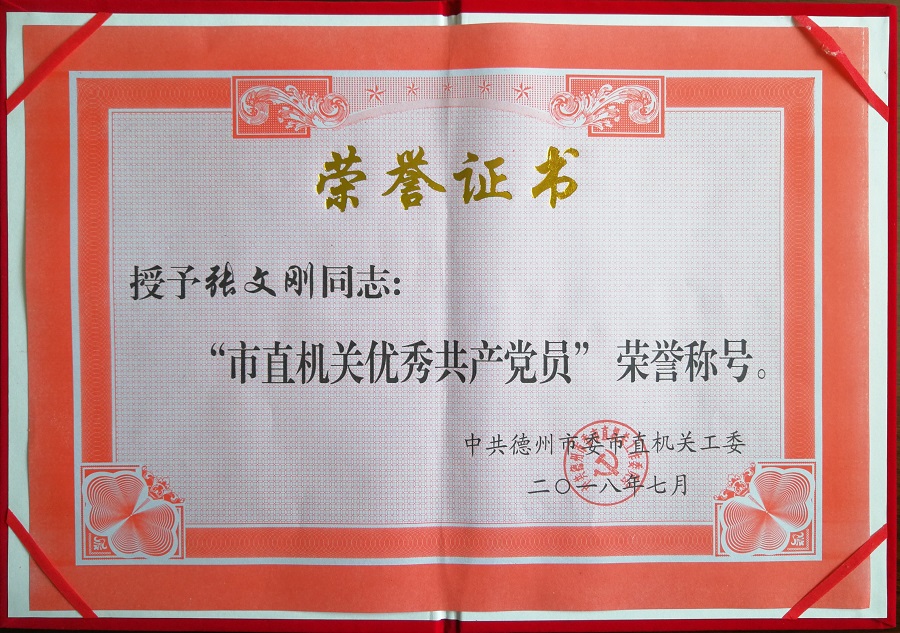 荣誉证书
授予张文刚同志：
“市直机关优秀共产党员”荣誉称号。
中共德州市委市直机关工委
二〇一八年七月